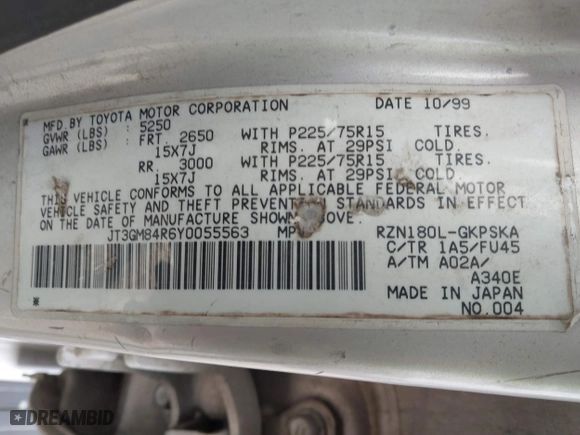 MFD.BY TOYOTA MOTOR CORPORATION DATE 10/99
GVWR (LBS) : 5250
GAWR (LBS) : FRT. 2650 WITH P225/75R15 TIRES.
15X7J RIMS. AT 29PSI COLD.
RR. 3000 WITH P225/75R15 TIRES.
15X7J RIMS. AT 29PSI COLD.
THIS VEHICLE CONFORMS TO ALL APPLICABLE FEDERAL MOTOR
VEHICLE SAFETY AND THEFT STANDARDS IN EFFECT
ON THE DATE OF MANUFACTURE SHOWN
JT3GM84R6Y0055563 MP RZN180L-GKPSKA
C/TR 1A5/FU45
A/TM A02A/
A340E
MADE IN JAPAN
NO.004
DREAMBID